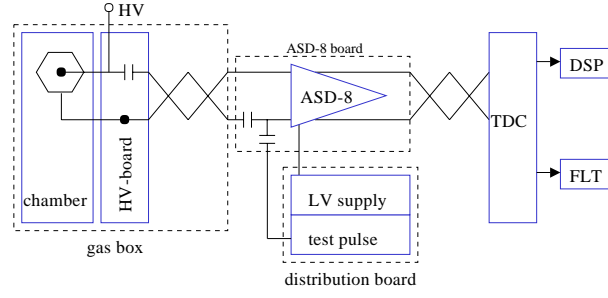 HV
ASD-8 board
DSP
ASD-8
TDC
HV-board
FLT
chamber
LV supply
test pulse
gas box
distribution board